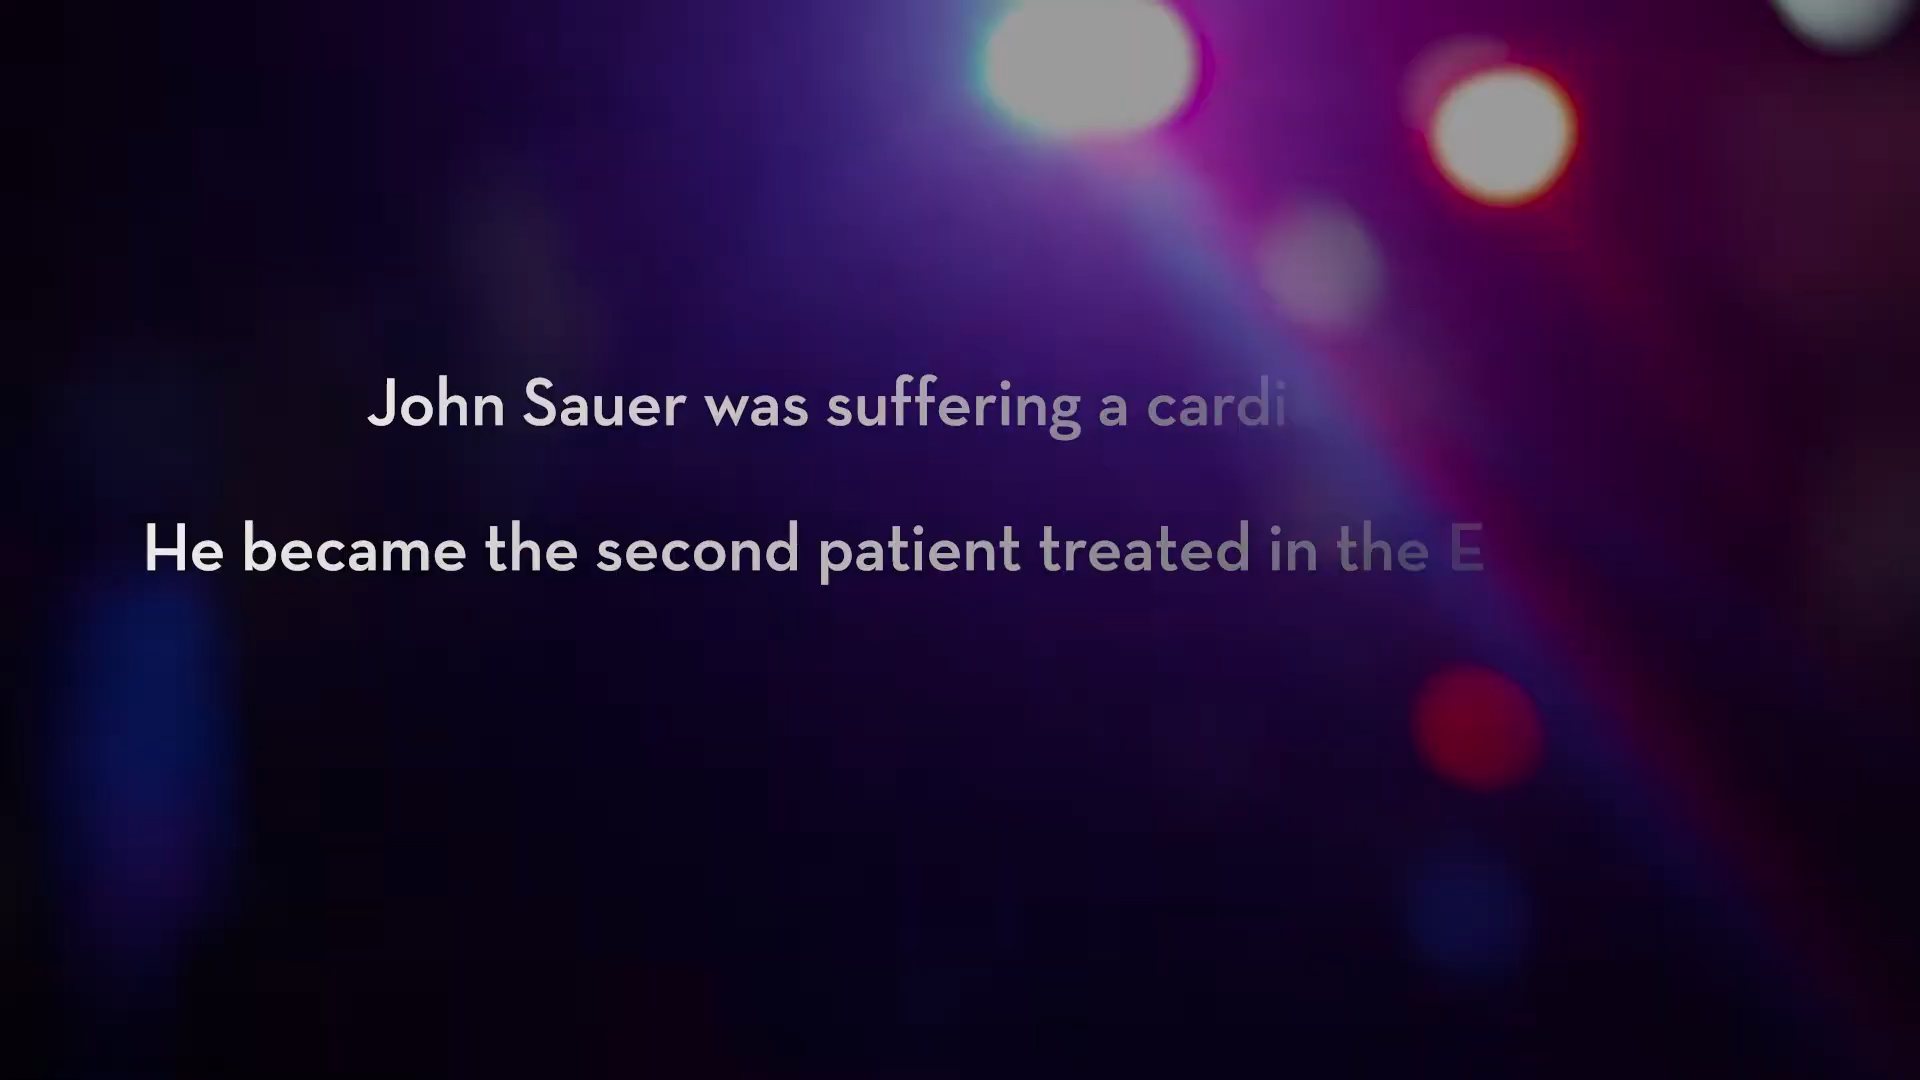 John Sauer was suffering a cardi
He became the second patient treated in the E